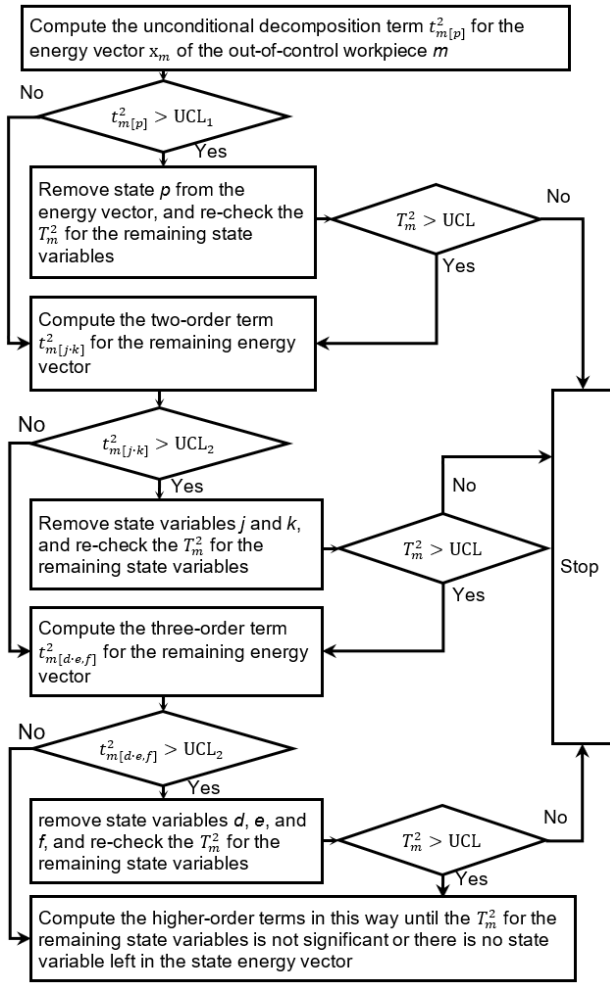 Compute the unconditional decomposition term t²m[p] for the
energy vector xm of the out-of-control workpiece m
No
t²m[p] > UCL₁
Yes
Remove state p from the
energy vector, and re-check the
T²m for the remaining state
variables
T²m > UCL
No
Yes
Compute the two-order term
t²m[j·k] for the remaining energy
vector
No
t²m[j·k] > UCL₂
Yes
Remove state variables j and k,
and re-check the T²m for the
remaining state variables
No
T²m > UCL
Yes
Stop
Compute the three-order term
t²m[d·e,f] for the remaining energy
vector
No
t²m[d·e,f] > UCL₂
Yes
remove state variables d, e, and
f, and re-check the T²m for the
remaining state variables
T²m > UCL
No
Yes
Compute the higher-order terms in this way until the T²m for the
remaining state variables is not significant or there is no state
variable left in the state energy vector